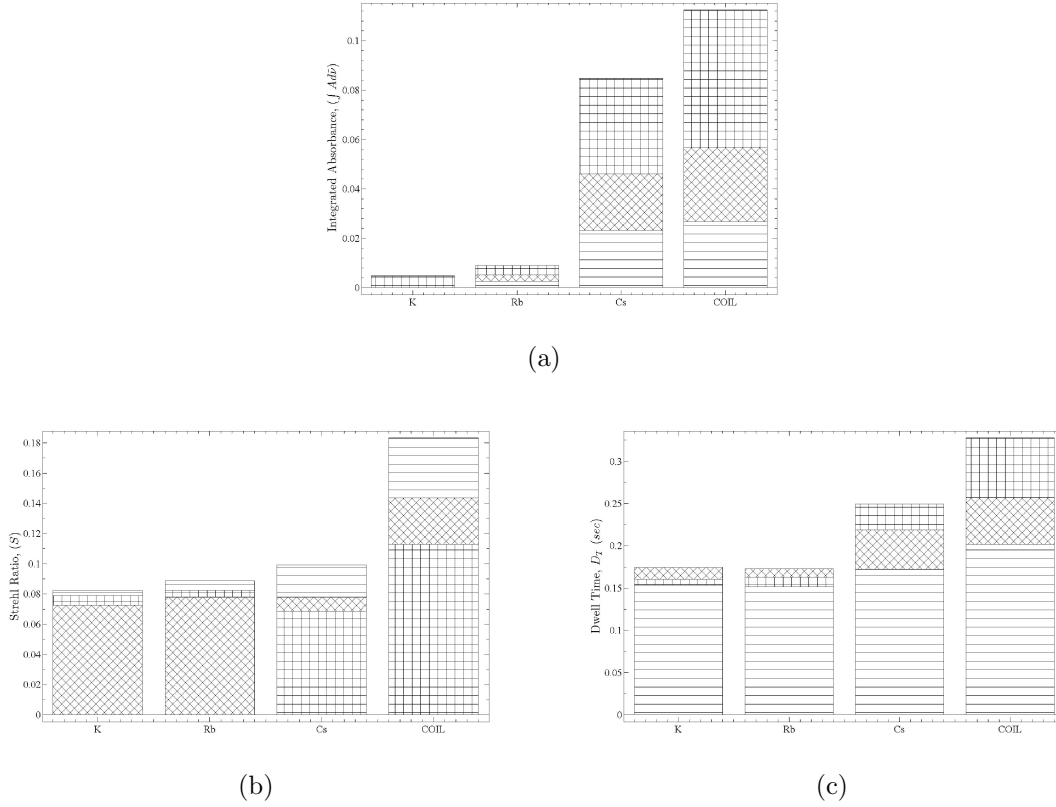 0.1
0.08
0.06
0.04
0.02
0
Integrated Absorbance, (∫ Adν̄)
K Rb Cs COIL
(a)
0.18
0.16
0.14
0.12
0.1
0.08
0.06
0.04
0.02
0
Strehl Ratio, (S)
K Rb Cs COIL
(b)
0.3
0.25
0.2
0.15
0.1
0.05
0
Dwell Time, D_T (sec)
K Rb Cs COIL
(c)